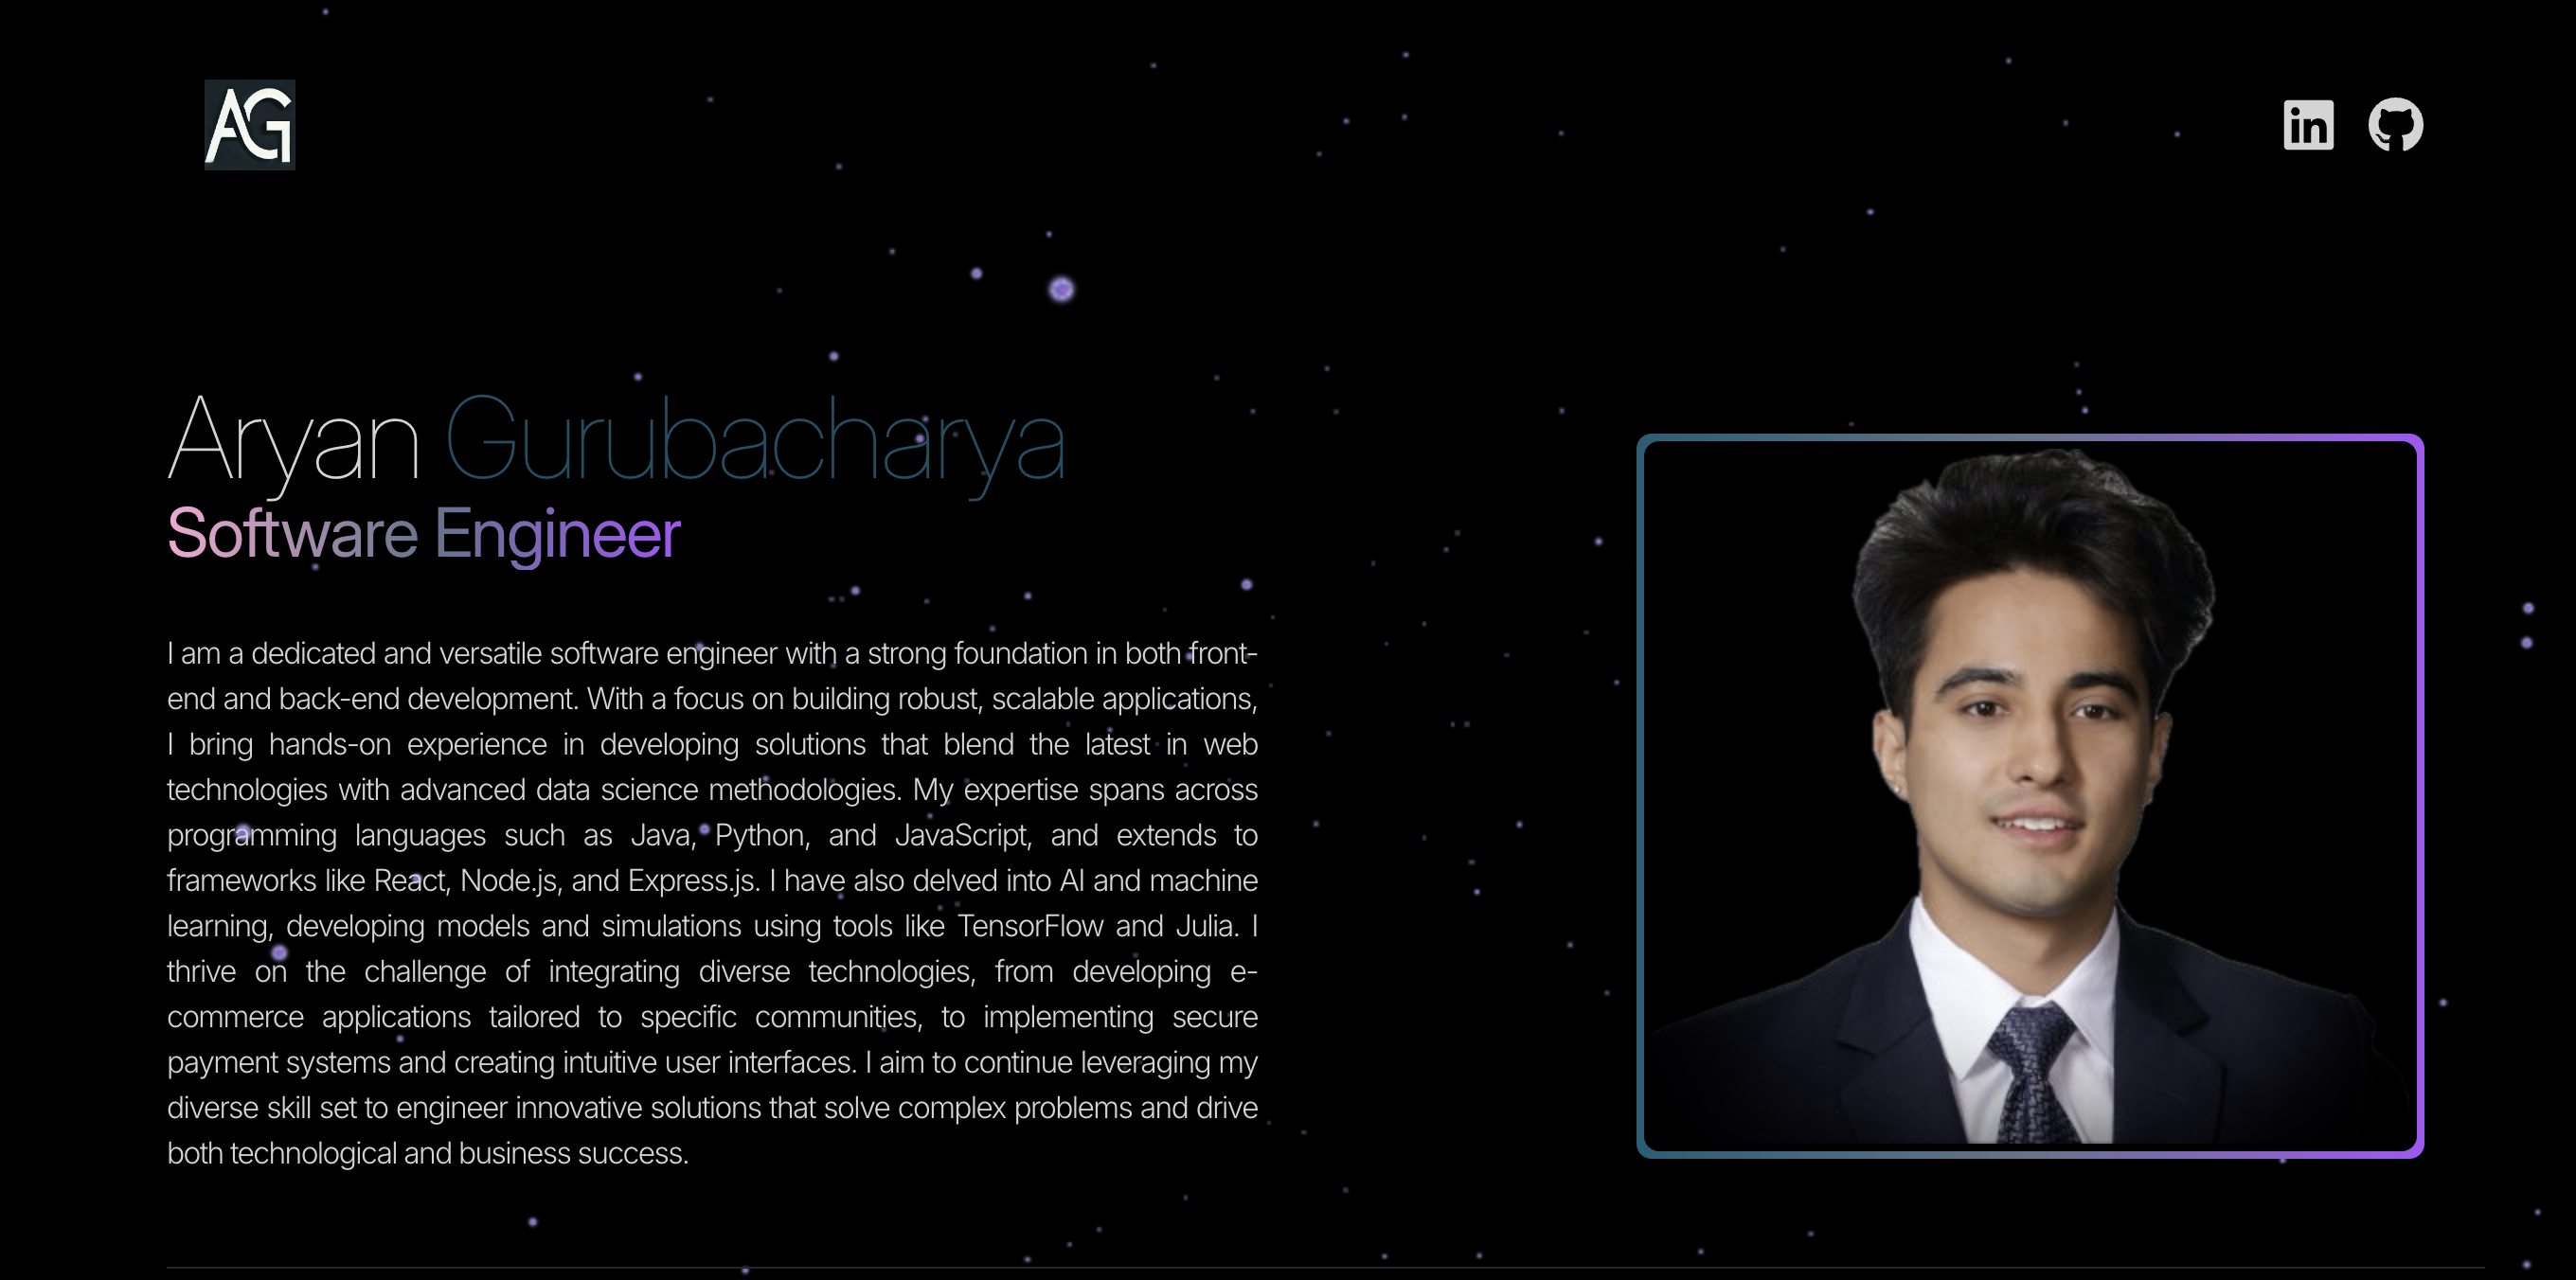 AG
in
Aryan Gurubacharya
Software Engineer
I am a dedicated and versatile software engineer with a strong foundation in both front-
end and back-end development. With a focus on building robust, scalable applications,
I bring hands-on experience in developing solutions that blend the latest in web
technologies with advanced data science methodologies. My expertise spans across
programming languages such as Java, Python, and JavaScript, and extends to
frameworks like React, Node.js, and Express.js. I have also delved into AI and machine
learning, developing models and simulations using tools like TensorFlow and Julia. I
thrive on the challenge of integrating diverse technologies, from developing e-
commerce applications tailored to specific communities, to implementing secure
payment systems and creating intuitive user interfaces. I aim to continue leveraging my
diverse skill set to engineer innovative solutions that solve complex problems and drive
both technological and business success.